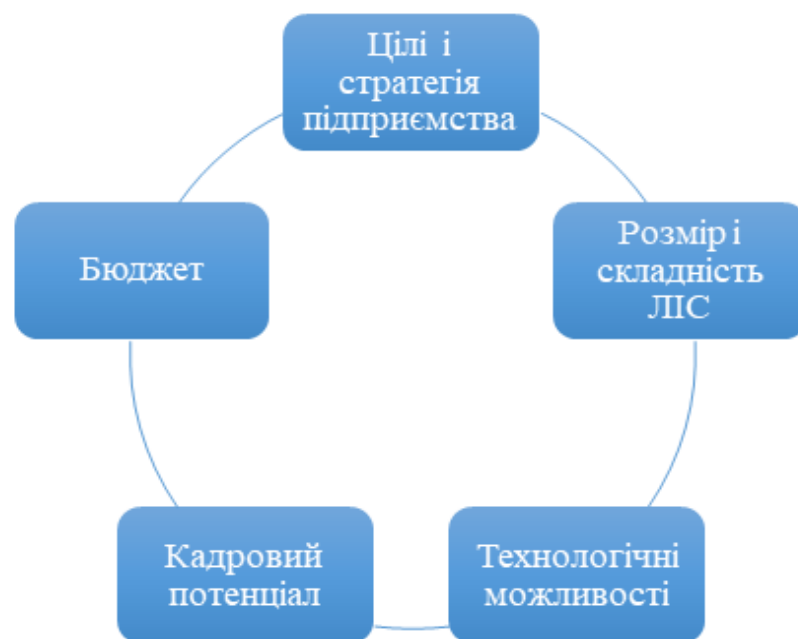 Цілі і
стратегія
підприємства
Розмір і
складність
ЛІС
Технологічні
можливості
Кадровий
потенціал
Бюджет